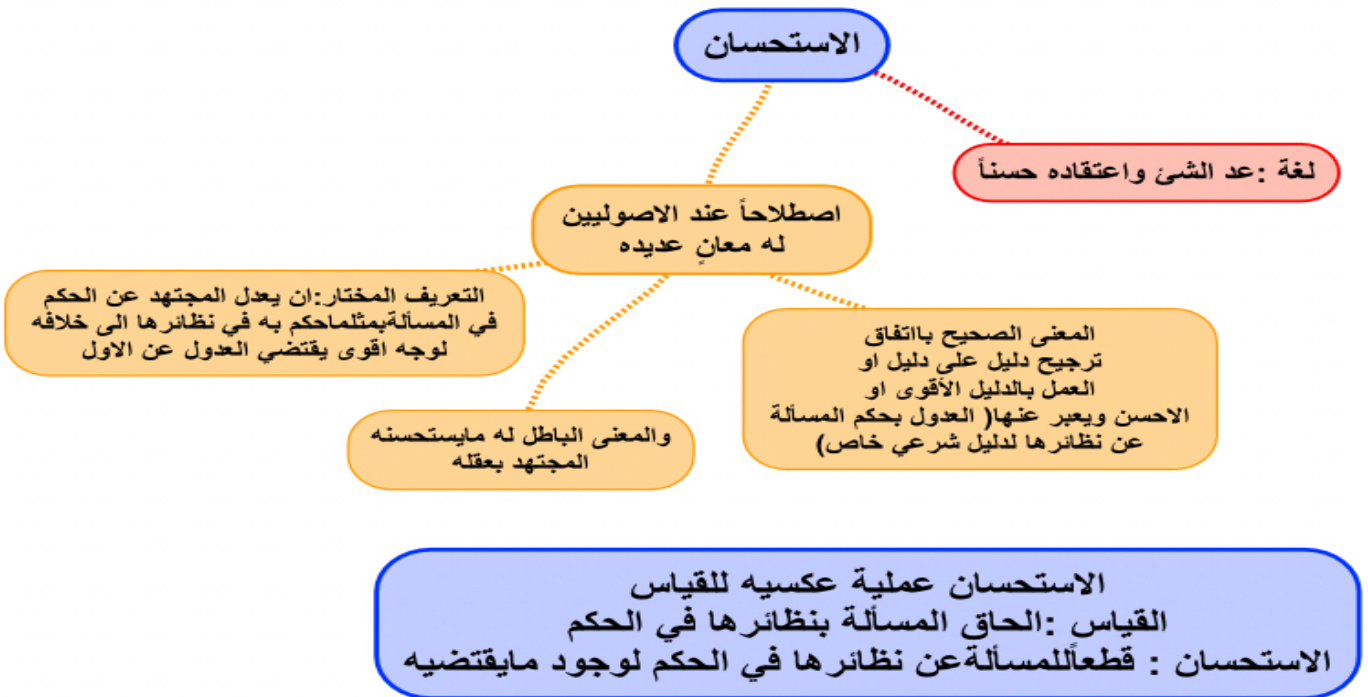 الاستحسان
لغة :عد الشئ واعتقاده حسناً
اصطلاحاً عند الاصوليين
له معانٍ عديده
المعنى الصحيح بااتفاق
ترجيح دليل على دليل او
العمل بالدليل الأقوى او
الاحسن ويعبر عنها( العدول بحكم المسألة
عن نظائرها لدليل شرعي خاص)
والمعنى الباطل له مايستحسنه
المجتهد بعقله
التعريف المختار:ان يعدل المجتهد عن الحكم
في المسألةبمثلماحكم به في نظائرها الى خلافه
لوجه اقوى يقتضي العدول عن الاول
الاستحسان عملية عكسيه للقياس
القياس :الحاق المسألة بنظائرها في الحكم
الاستحسان : قطعاًللمسألةعن نظائرها في الحكم لوجود مايقتضيه